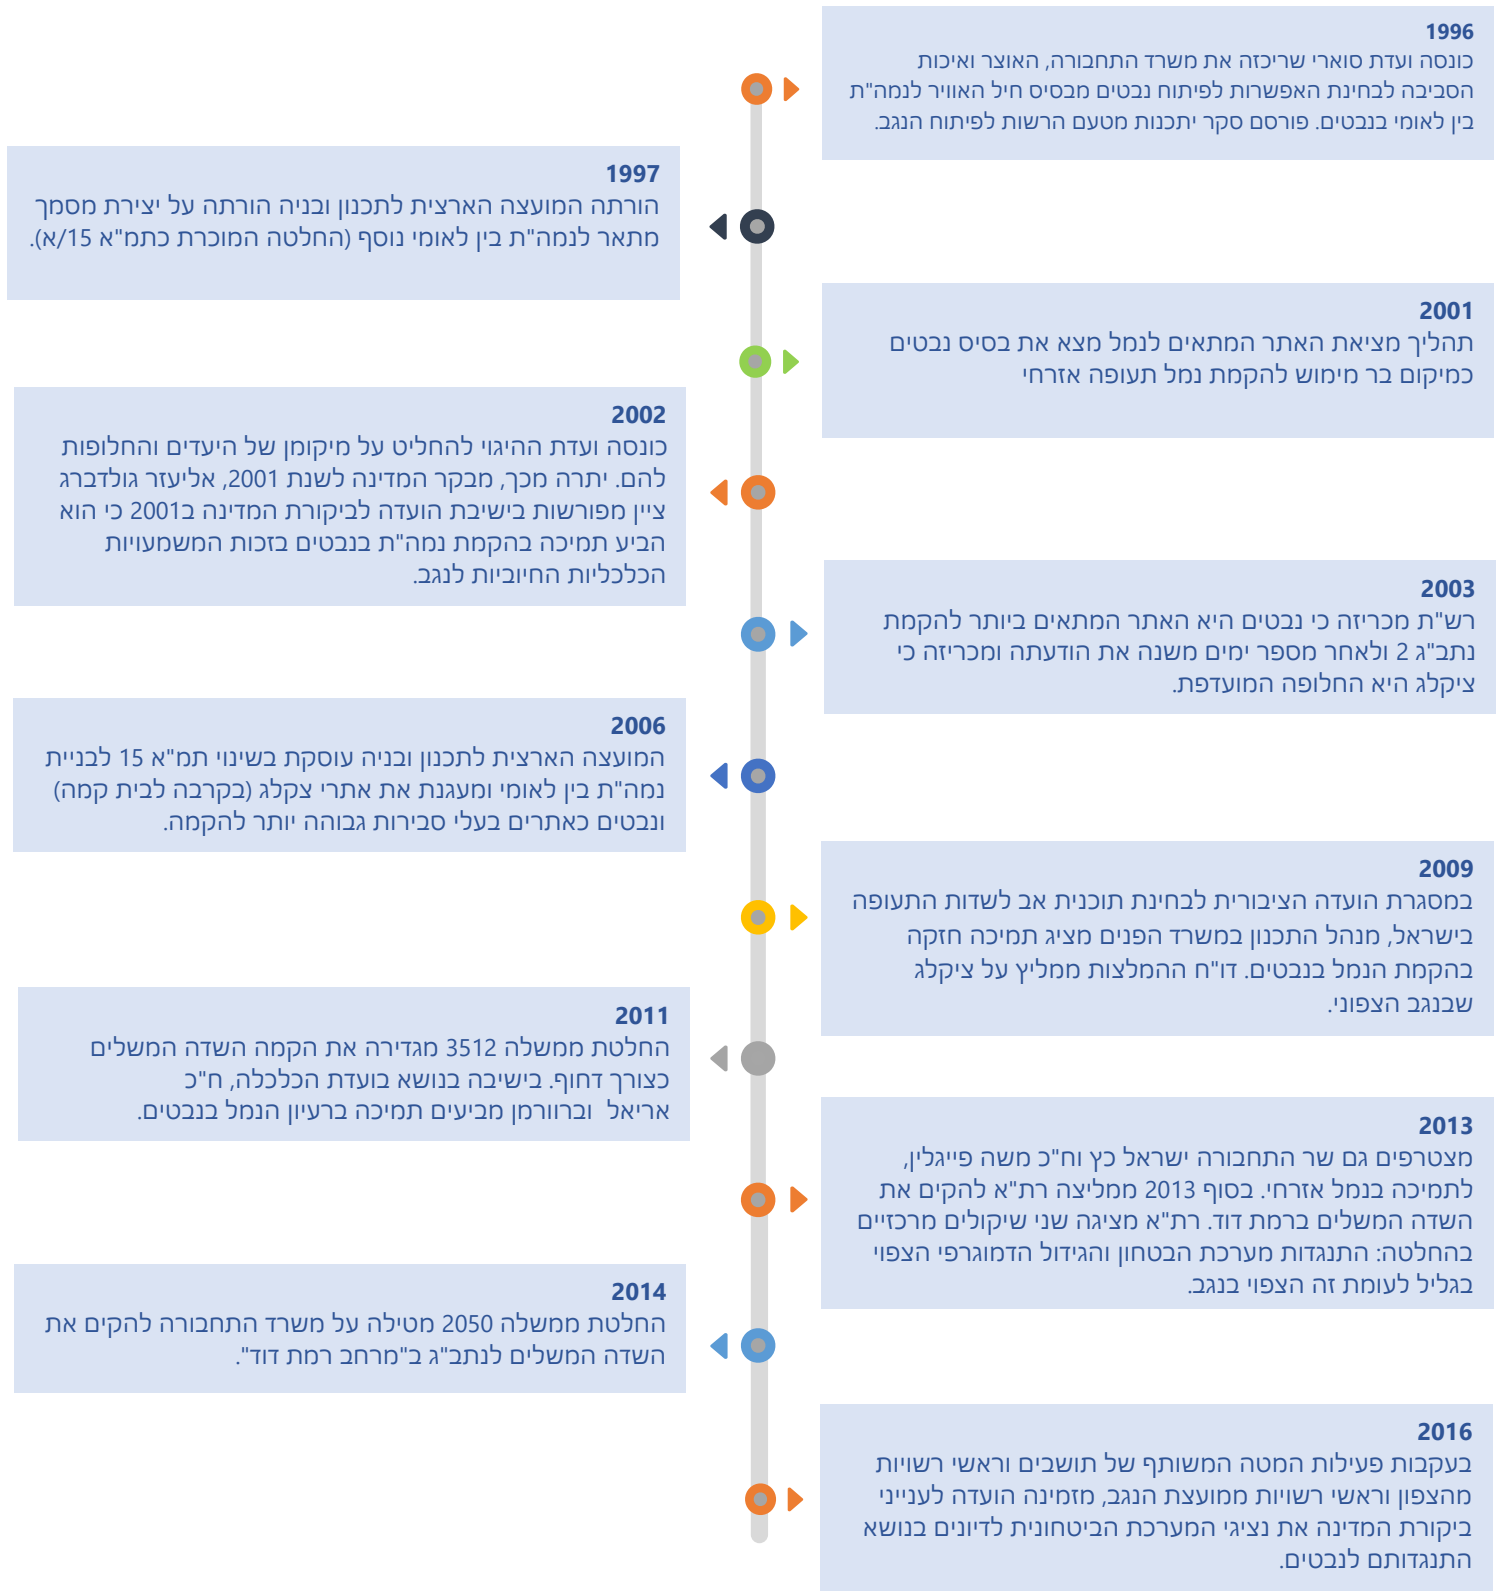 1996
כונסה ועדת סוארי שריכזה את משרד התחבורה, האוצר ואיכות
הסביבה לבחינת האפשרות לפיתוח נבטים מבסיס חיל האוויר לנמה"ת
בין לאומי בנבטים. פורסם סקר יתכנות מטעם הרשות לפיתוח הנגב.
1997
הורתה המועצה הארצית לתכנון ובניה הורתה על יצירת מסמך
מתאר לנמה"ת בין לאומי נוסף (החלטה המוכרת כתמ"א 15/א).
2001
תהליך מציאת האתר המתאים לנמל מצא את בסיס נבטים
כמיקום בר מימוש להקמת נמל תעופה אזרחי
2002
כונסה ועדת ההיגוי להחליט על מיקומן של היעדים והחלופות
להם. יתרה מכך, מבקר המדינה לשנת 2001, אליעזר גולדברג
ציין מפורשות בישיבת הועדה לביקורת המדינה ב2001 כי הוא
הביע תמיכה בהקמת נמה"ת בנבטים בזכות המשמעויות
הכלכליות החיוביות לנגב.
2003
רש"ת מכריזה כי נבטים היא האתר המתאים ביותר להקמת
נתב"ג 2 ולאחר מספר ימים משנה את הודעתה ומכריזה כי
ציקלג היא החלופה המועדפת.
2006
המועצה הארצית לתכנון ובניה עוסקת בשינוי תמ"א 15 לבניית
נמה"ת בין לאומי ומעגנת את אתרי צקלג (בקרבה לבית קמה)
ונבטים כאתרים בעלי סבירות גבוהה יותר להקמה.
2009
במסגרת הועדה הציבורית לבחינת תוכנית אב לשדות התעופה
בישראל, מנהל התכנון במשרד הפנים מציג תמיכה חזקה
בהקמת הנמל בנבטים. דו"ח ההמלצות ממליץ על ציקלג
שבנגב הצפוני.
2011
החלטת ממשלה 3512 מגדירה את הקמה השדה המשלים
כצורך דחוף. בישיבה בנושא בועדת הכלכלה, ח"כ
אריאל  וברוורמן מביעים תמיכה ברעיון הנמל בנבטים.
2013
מצטרפים גם שר התחבורה ישראל כץ וח"כ משה פייגלין,
לתמיכה בנמל אזרחי. בסוף 2013 ממליצה רת"א להקים את
השדה המשלים ברמת דוד. רת"א מציגה שני שיקולים מרכזיים
בהחלטה: התנגדות מערכת הבטחון והגידול הדמוגרפי הצפוי
בגליל לעומת זה הצפוי בנגב.
2014
החלטת ממשלה 2050 מטילה על משרד התחבורה להקים את
השדה המשלים לנתב"ג ב"מרחב רמת דוד".
2016
בעקבות פעילות המטה המשותף של תושבים וראשי רשויות
מהצפון וראשי רשויות ממועצת הנגב, מזמינה הועדה לענייני
ביקורת המדינה את נציגי המערכת הביטחונית לדיונים בנושא
התנגדותם לנבטים.